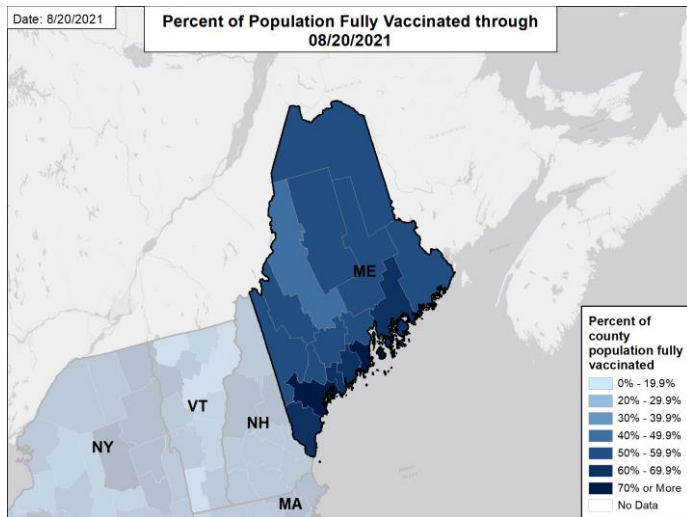 Date: 8/20/2021
Percent of Population Fully Vaccinated through
08/20/2021
ME
VT
NH
NY
MA
Percent of
county
population fully
vaccinated
0% - 19.9%
20% - 29.9%
30% - 39.9%
40% - 49.9%
50% - 59.9%
60% - 69.9%
70% or More
No Data